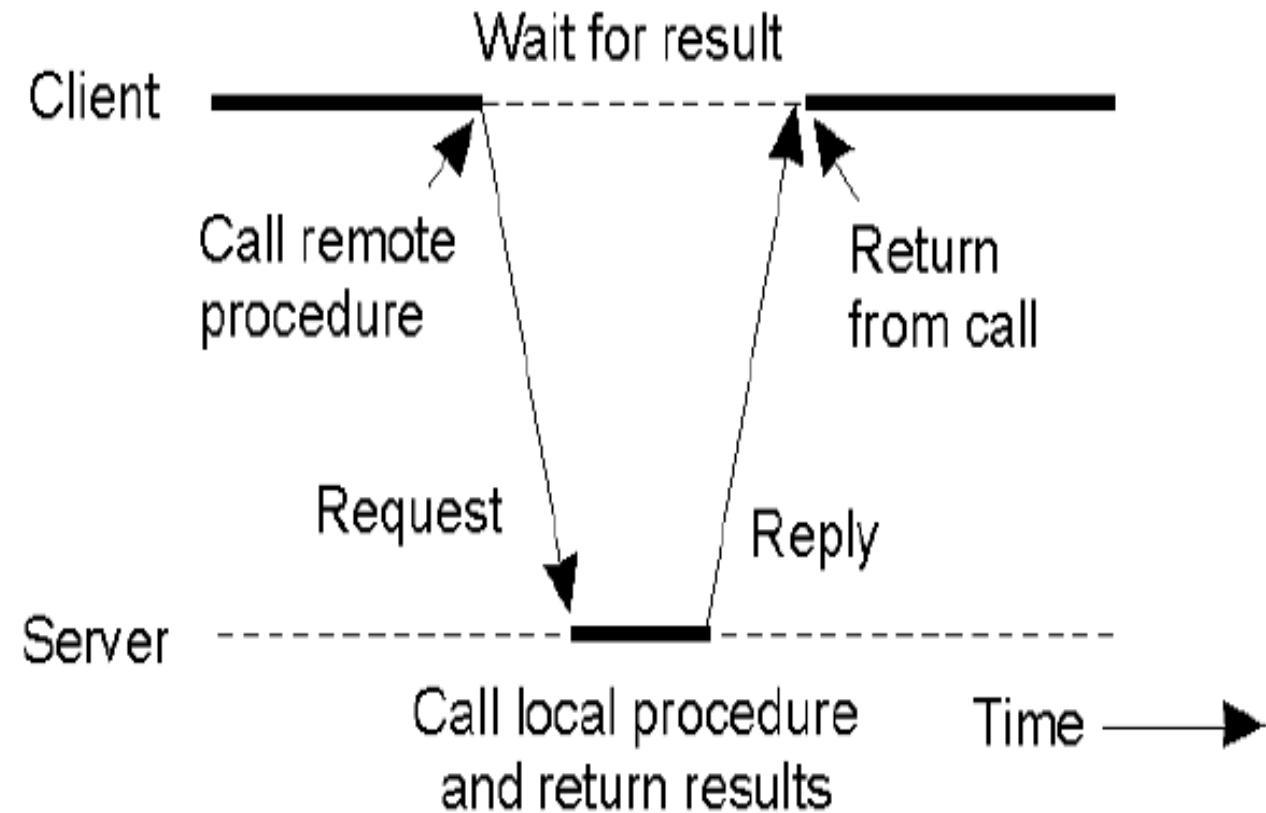 Wait for result
Client
Call remote
procedure
Return
from call
Request
Reply
Server
Call local procedure
and return results
Time